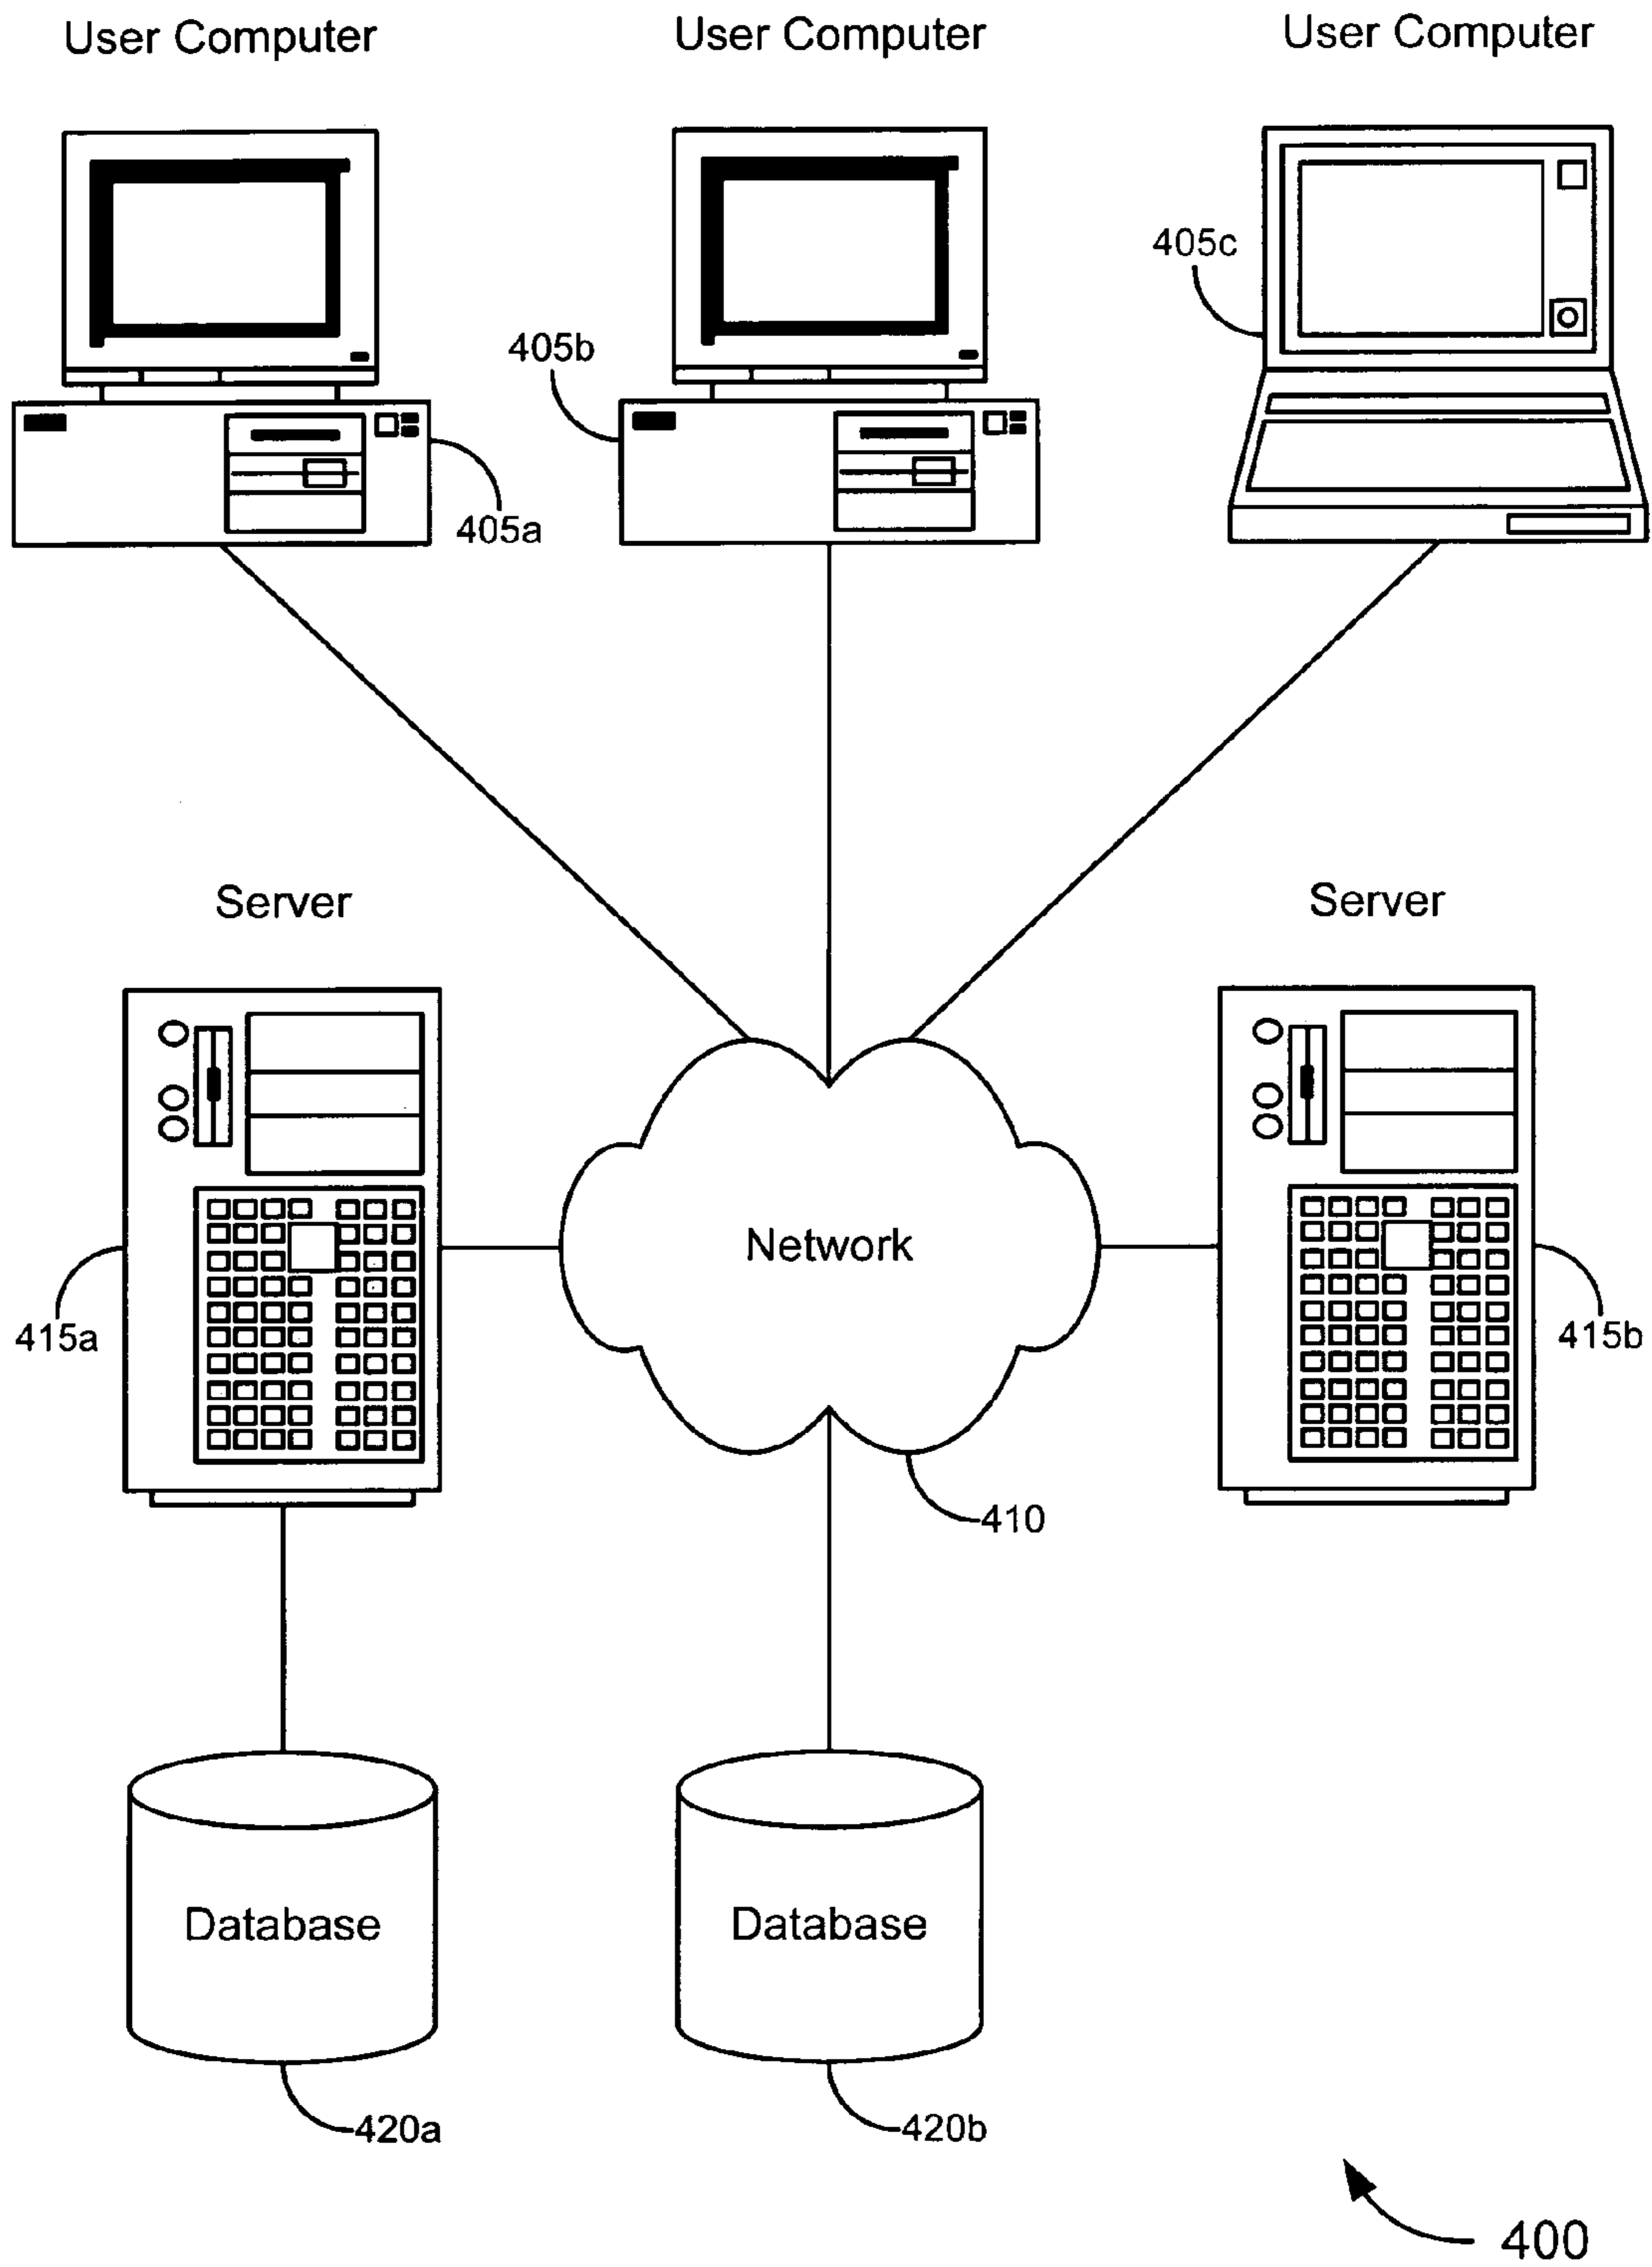 User Computer
User Computer
User Computer
405c
405b
405a
Server
Server
Network
415a
415b
410
Database
Database
420a
420b
400